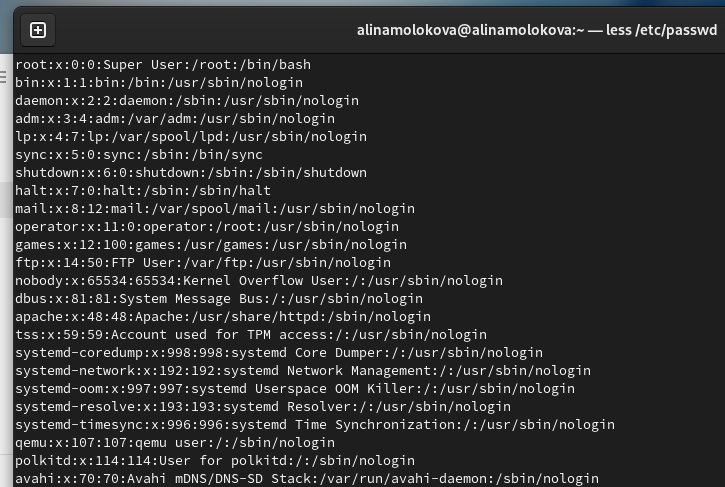 alinamolokova@alinamolokova:~ — less /etc/passwd
root:x:0:0:Super User:/root:/bin/bash
bin:x:1:1:bin:/bin:/usr/sbin/nologin
daemon:x:2:2:daemon:/sbin:/usr/sbin/nologin
adm:x:3:4:adm:/var/adm:/usr/sbin/nologin
lp:x:4:7:lp:/var/spool/lpd:/usr/sbin/nologin
sync:x:5:0:sync:/sbin:/bin/sync
shutdown:x:6:0:shutdown:/sbin:/sbin/shutdown
halt:x:7:0:halt:/sbin:/sbin/halt
mail:x:8:12:mail:/var/spool/mail:/usr/sbin/nologin
operator:x:11:0:operator:/root:/usr/sbin/nologin
games:x:12:100:games:/usr/games:/usr/sbin/nologin
ftp:x:14:50:FTP User:/var/ftp:/usr/sbin/nologin
nobody:x:65534:65534:Kernel Overflow User:/:/usr/sbin/nologin
dbus:x:81:81:System Message Bus:/:/usr/sbin/nologin
apache:x:48:48:Apache:/usr/share/httpd:/sbin/nologin
tss:x:59:59:Account used for TPM access:/:/usr/sbin/nologin
systemd-coredump:x:998:998:systemd Core Dumper:/:/usr/sbin/nologin
systemd-network:x:192:192:systemd Network Management:/:/usr/sbin/nologin
systemd-oom:x:997:997:systemd Userspace OOM Killer:/:/usr/sbin/nologin
systemd-resolve:x:193:193:systemd Resolver:/:/usr/sbin/nologin
systemd-timesync:x:996:996:systemd Time Synchronization:/:/usr/sbin/nologin
qemu:x:107:107:qemu user:/:/sbin/nologin
polkitd:x:114:114:User for polkitd:/:/sbin/nologin
avahi:x:70:70:Avahi mDNS/DNS-SD Stack:/var/run/avahi-daemon:/sbin/nologin